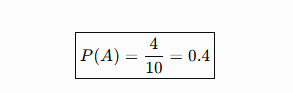 P(A) = 4/10 = 0.4